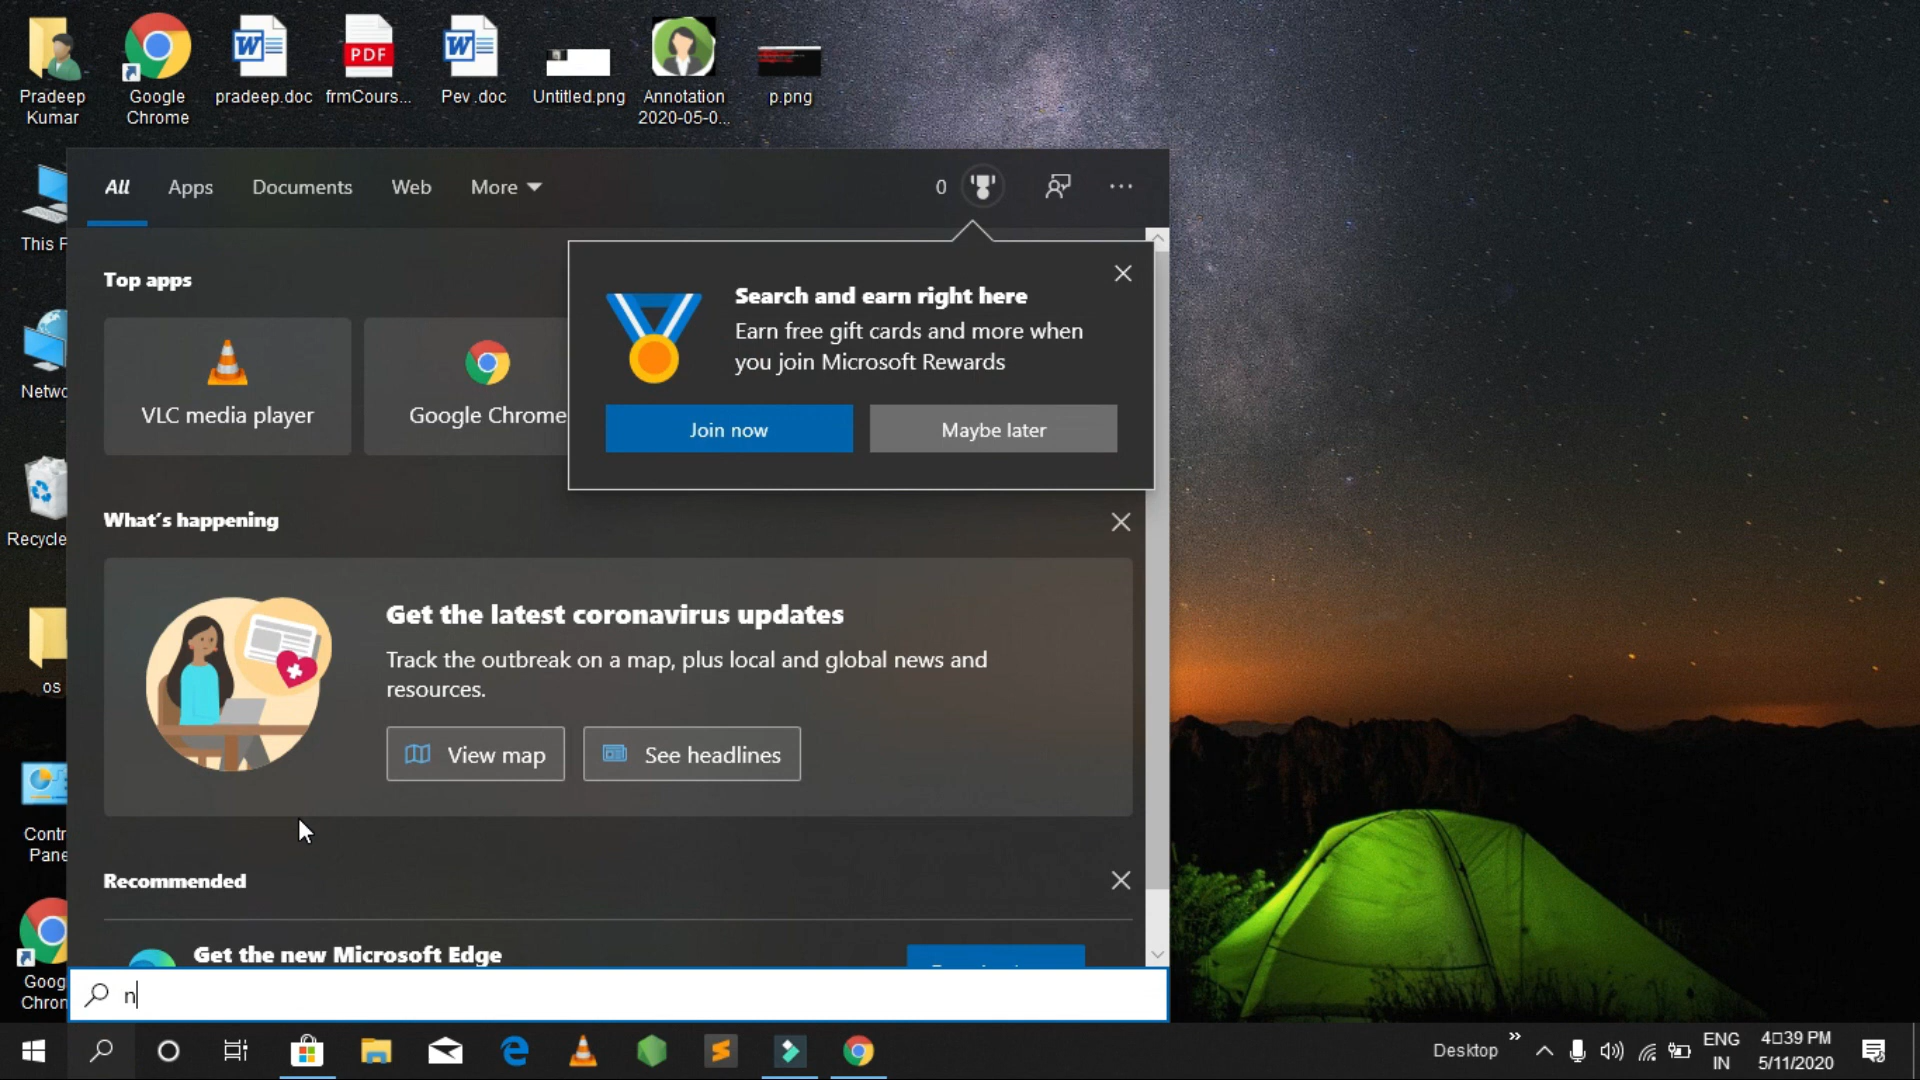 Pradeep
Kumar
Google
Chrome
pradeep.doc
PDF
frmCours...
Pev .doc
Untitled.png
Annotation
2020-05-0...
p.png
This P
Netwo
Recycle
os
Contr
Pane
Goog
Chron
All
Apps
Documents
Web
More
0
Top apps
VLC media player
Google Chrome
Search and earn right here
Earn free gift cards and more when
you join Microsoft Rewards
Join now
Maybe later
What's happening
Get the latest coronavirus updates
Track the outbreak on a map, plus local and global news and
resources.
View map
See headlines
Recommended
Get the new Microsoft Edge
n
Desktop
ENG
IN
4□39 PM
5/11/2020